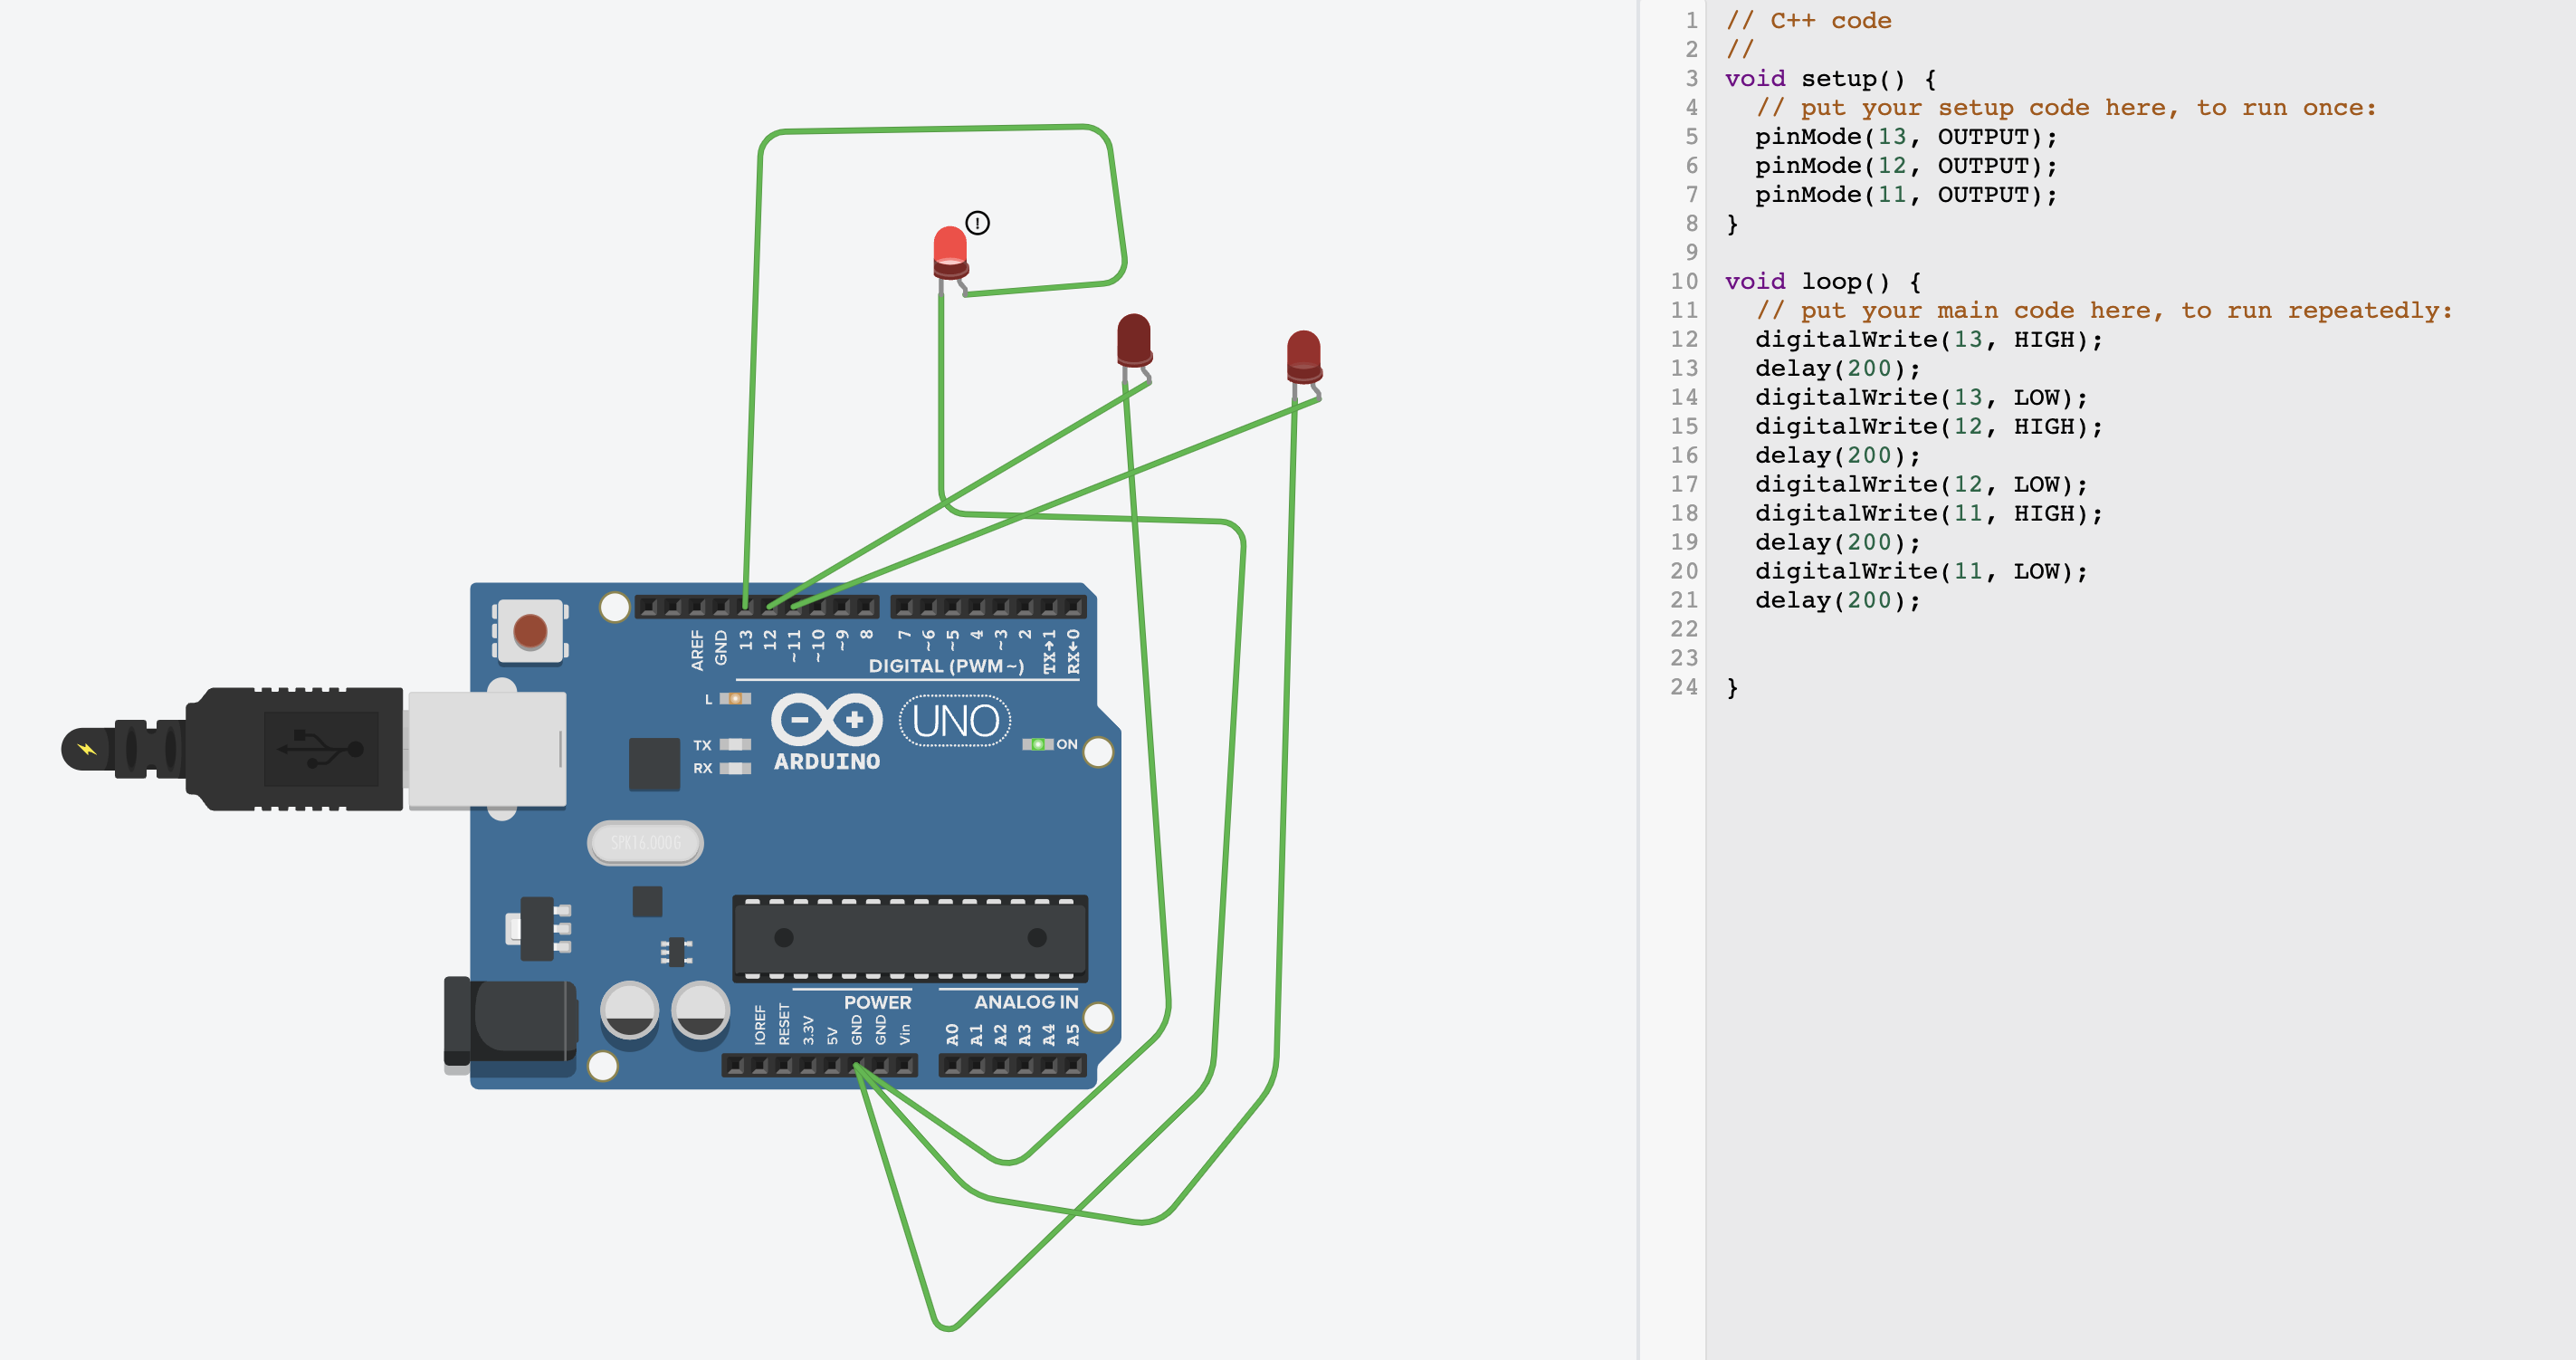 AREF
GND
13
12
~11
~10
~9
8
7
~6
~5
4
~3
2
TX→1
RX←0
DIGITAL (PWM ~)
L
TX
RX
UNO
ARDUINO
ON
SPK16.000G
POWER
ANALOG IN
IOREF
RESET
3.3V
5V
GND
GND
Vin
A0
A1
A2
A3
A4
A5
1 // C++ code
2 //
3 void setup() {
4 // put your setup code here, to run once:
5 pinMode(13, OUTPUT);
6 pinMode(12, OUTPUT);
7 pinMode(11, OUTPUT);
8 }
9
10 void loop() {
11 // put your main code here, to run repeatedly:
12 digitalWrite(13, HIGH);
13 delay(200);
14 digitalWrite(13, LOW);
15 digitalWrite(12, HIGH);
16 delay(200);
17 digitalWrite(12, LOW);
18 digitalWrite(11, HIGH);
19 delay(200);
20 digitalWrite(11, LOW);
21 delay(200);
22
23
24 }